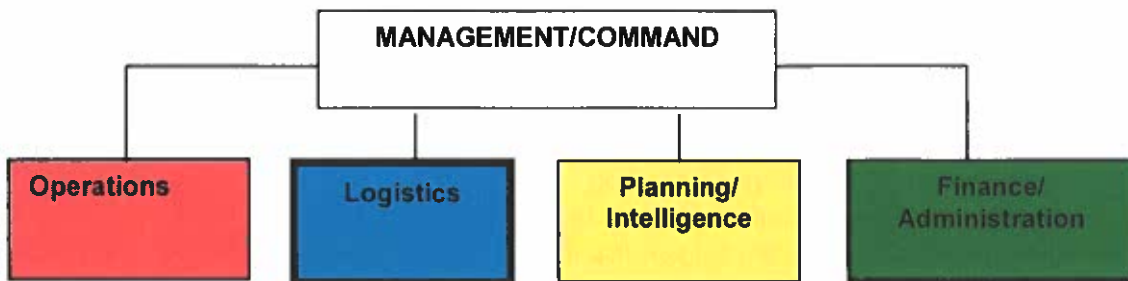 MANAGEMENT/COMMAND
Operations
Logistics
Planning/
Intelligence
Finance/
Administration